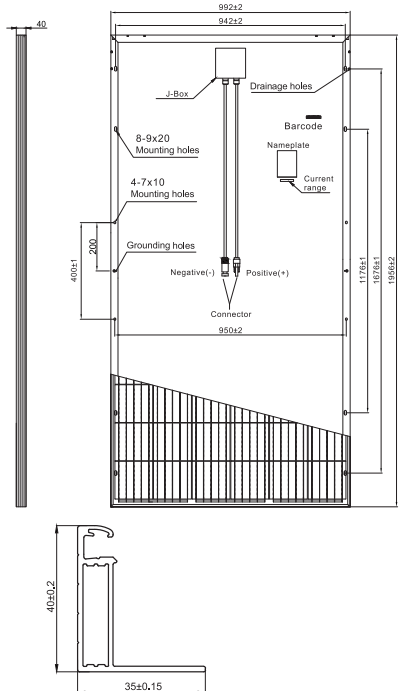 992±2
942±2
40
J-Box
Drainage holes
Barcode
8-9x20
Mounting holes
Nameplate
Current
range
4-7x10
Mounting holes
200
400±1
Grounding holes
Negative(-)
Positive(+)
Connector
950±2
1176±1
1676±1
1956±2
40±0.2
35±0.15